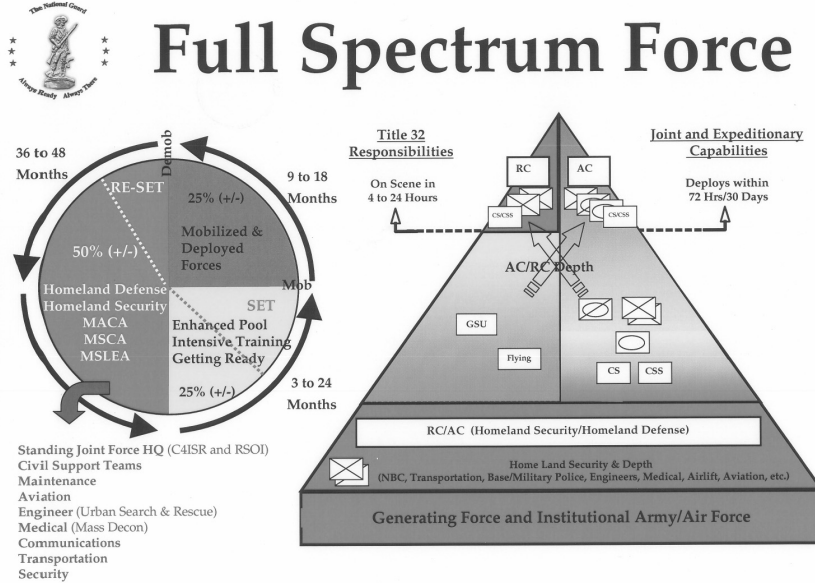 The National Guard
Always Ready Always There
Full Spectrum Force
36 to 48
Months
Demob
9 to 18
Months
RE-SET
25% (+/-)
Mobilized &
Deployed
Forces
50% (+/-)
Mob
Homeland Defense
Homeland Security
MACA
MSCA
MSLEA
SET
Enhanced Pool
Intensive Training
Getting Ready
25% (+/-)
3 to 24
Months
Standing Joint Force HQ (C4ISR and RSOI)
Civil Support Teams
Maintenance
Aviation
Engineer (Urban Search & Rescue)
Medical (Mass Decon)
Communications
Transportation
Security
Title 32
Responsibilities
On Scene in
4 to 24 Hours
Joint and Expeditionary
Capabilities
Deploys within
72 Hrs/30 Days
RC
AC
CS/CSS
CS/CSS
AC/RC Depth
GSU
Flying
CS
CSS
RC/AC (Homeland Security/Homeland Defense)
Home Land Security & Depth
(NBC, Transportation, Base/Military Police, Engineers, Medical, Airlift, Aviation, etc.)
Generating Force and Institutional Army/Air Force